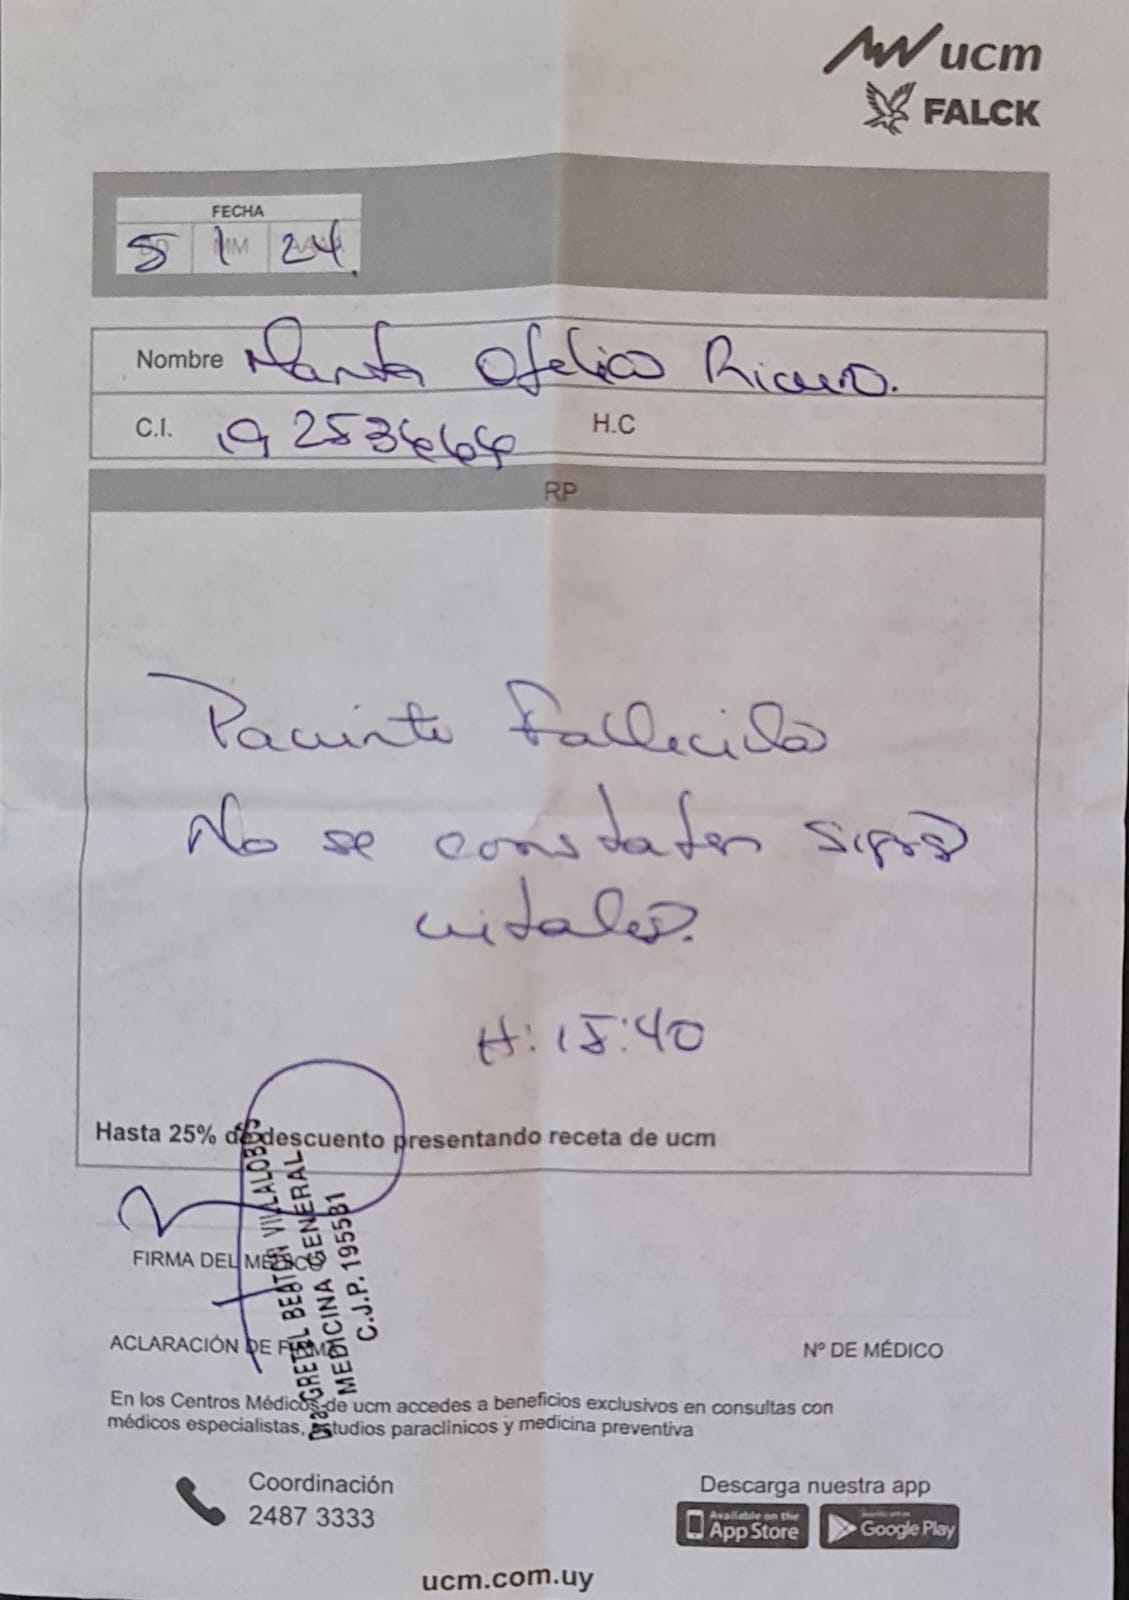 ucm
FALCK
FECHA
5 1 24
Nombre Marta Ofelia
C.I. 19253664 H.C
RP
Paciente Fallecida
No se constatan signos
vitales.
H: 15:40
Hasta 25% de descuento presentando receta de ucm
FIRMA DEL MÉDICO
ACLARACIÓN DE FIRMA Nº DE MÉDICO
Dra GRETEL BEATON VILLALOBOS
MEDICINA GENERAL
C.J.P. 195581
En los Centros Médicos de ucm accedes a beneficios exclusivos en consultas con
médicos especialistas, estudios paraclínicos y medicina preventiva
Coordinación
2487 3333
Descarga nuestra app
Available on the
App Store
Google Play
ucm.com.uy